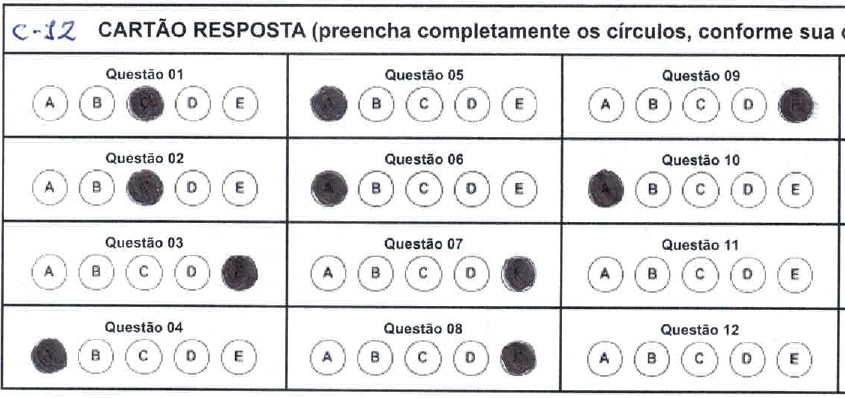 C-12 CARTÃO RESPOSTA (preencha completamente os círculos, conforme sua
Questão 01
A B D E
Questão 05
B C D E
Questão 09
A B C D
Questão 02
A B D E
Questão 06
B C D E
Questão 10
B C D E
Questão 03
A B C D
Questão 07
A B C D
Questão 11
A B C D E
Questão 04
B C D E
Questão 08
A B C D
Questão 12
A B C D E